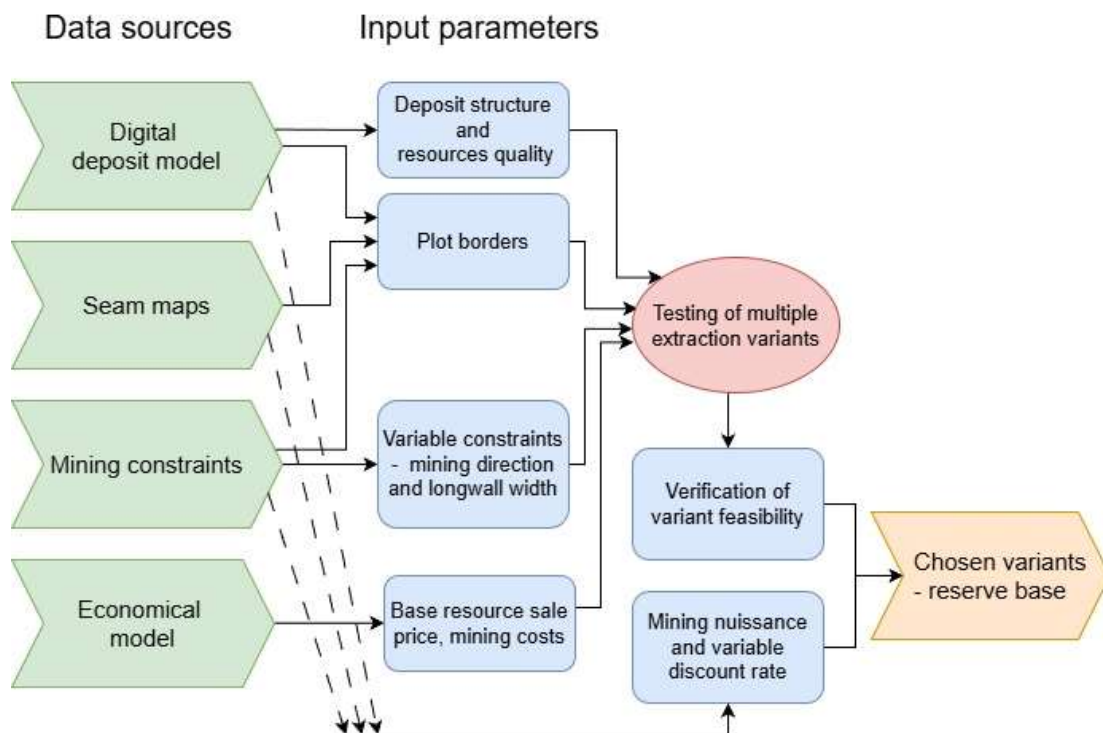 Data sources
Input parameters
Digital
deposit model
Deposit structure
and
resources quality
Plot borders
Seam maps
Testing of multiple
extraction variants
Mining constraints
Variable constraints
- mining direction
and longwall width
Verification of
variant feasibility
Chosen variants
- reserve base
Economical
model
Base resource sale
price, mining costs
Mining nuissance
and variable
discount rate